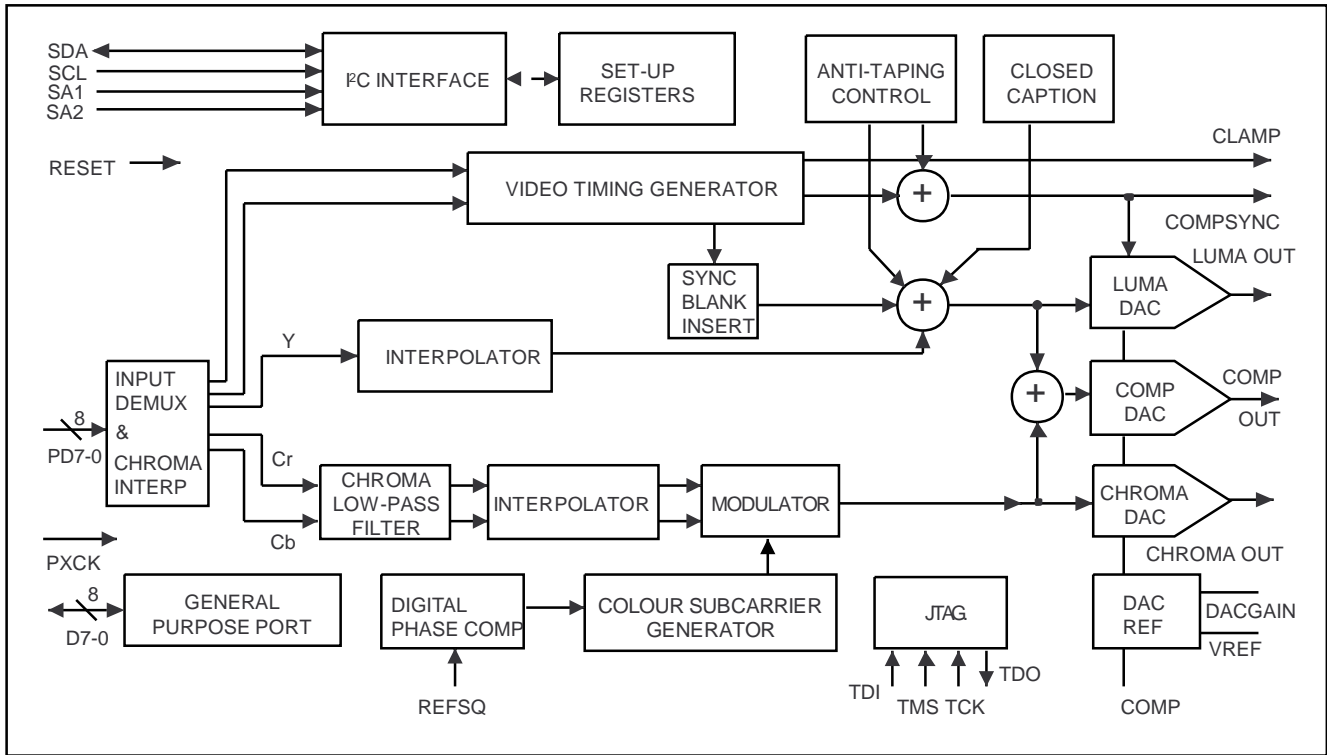 SDA
SCL
SA1
SA2
I²C INTERFACE
SET-UP
REGISTERS
ANTI-TAPING
CONTROL
CLOSED
CAPTION
RESET
VIDEO TIMING GENERATOR
+
CLAMP
COMPSYNC
SYNC
BLANK
INSERT
+
LUMA
DAC
LUMA OUT
Y
INTERPOLATOR
INPUT
DEMUX
&
CHROMA
INTERP
8
PD7-0
+
COMP
DAC
COMP
OUT
Cr
Cb
CHROMA
LOW-PASS
FILTER
INTERPOLATOR
MODULATOR
CHROMA
DAC
CHROMA OUT
PXCK
8
D7-0
GENERAL
PURPOSE PORT
DIGITAL
PHASE COMP
REFSQ
COLOUR SUBCARRIER
GENERATOR
JTAG
TDI
TMS
TCK
TDO
DAC
REF
DACGAIN
VREF
COMP